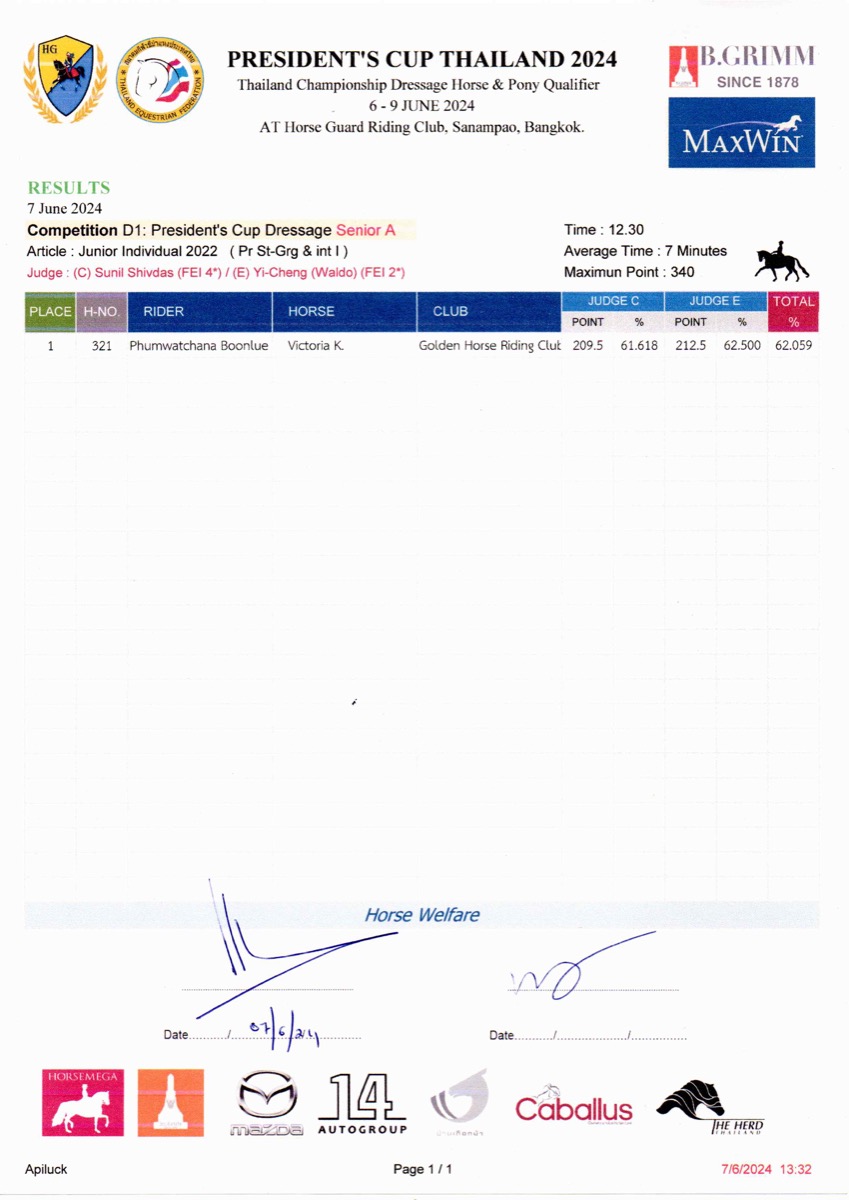 HG
PRESIDENT'S CUP THAILAND 2024
Thailand Championship Dressage Horse & Pony Qualifier
6 - 9 JUNE 2024
AT Horse Guard Riding Club, Sanampao, Bangkok.
THAILAND EQUESTRIAN FEDERATION
B.GRIMM
SINCE 1878
MAXWIN
RESULTS
7 June 2024
Competition D1: President's Cup Dressage Senior A
Time : 12.30
Article : Junior Individual 2022 ( Pr St-Grg & int I )
Average Time : 7 Minutes
Judge : (C) Sunil Shivdas (FEI 4*) / (E) Yi-Cheng (Waldo) (FEI 2*)
Maximun Point : 340
PLACE H-NO. RIDER HORSE CLUB JUDGE C JUDGE E TOTAL
POINT % POINT % %
1 321 Phumwatchana Boonlue Victoria K. Golden Horse Riding Club 209.5 61.618 212.5 62.500 62.059
Horse Welfare
Date......../07/6/24
Date........./................../..............
HORSEMEGA
mazda
14
AUTOGROUP
Caballus
THE HERD
THAILAND
Apiluck
Page 1 / 1
7/6/2024 13:32